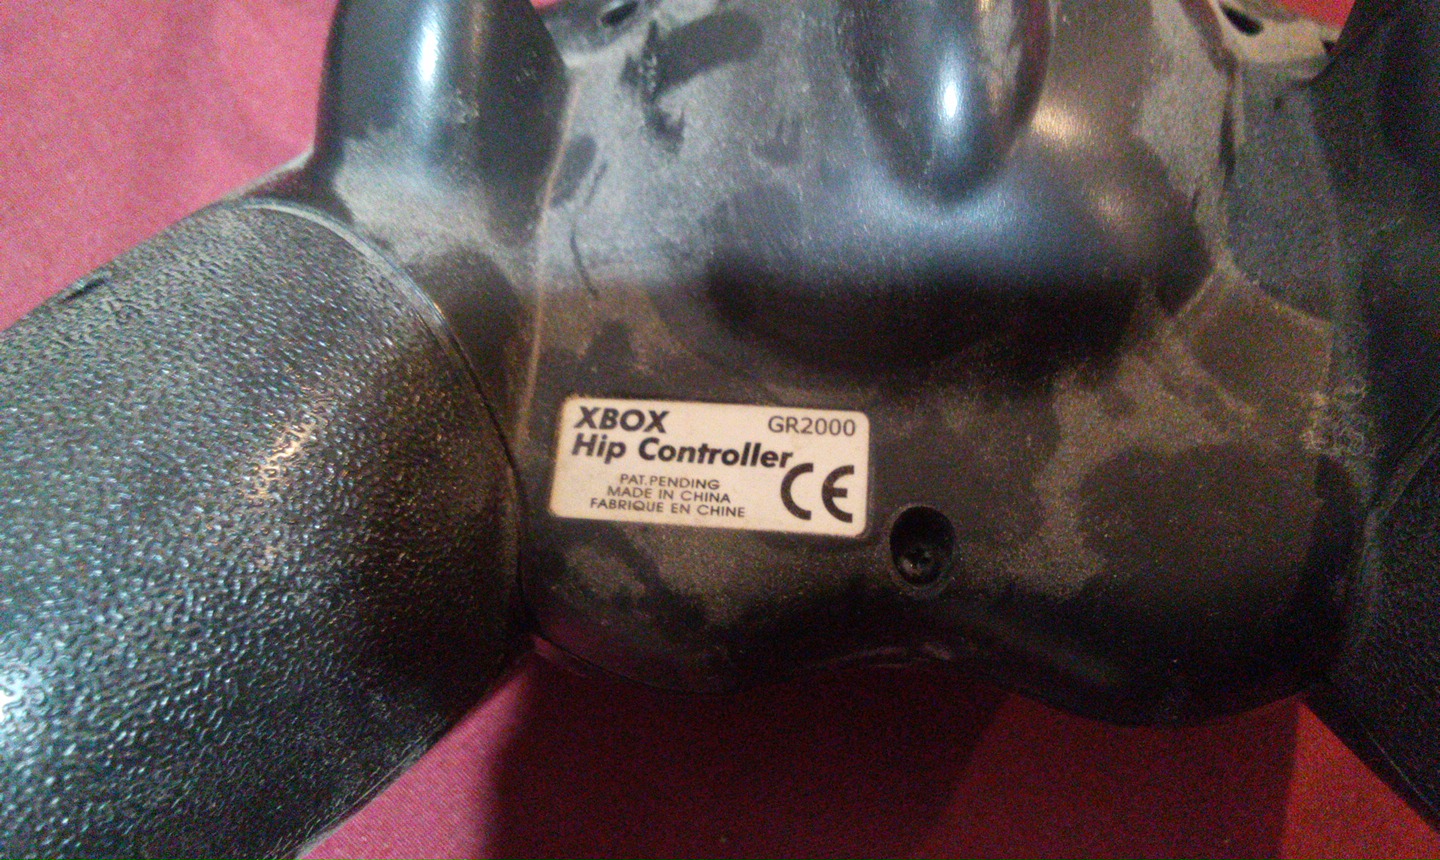 XBOX GR2000
Hip Controller
PAT.PENDING
MADE IN CHINA
FABRIQUE EN CHINE
CE